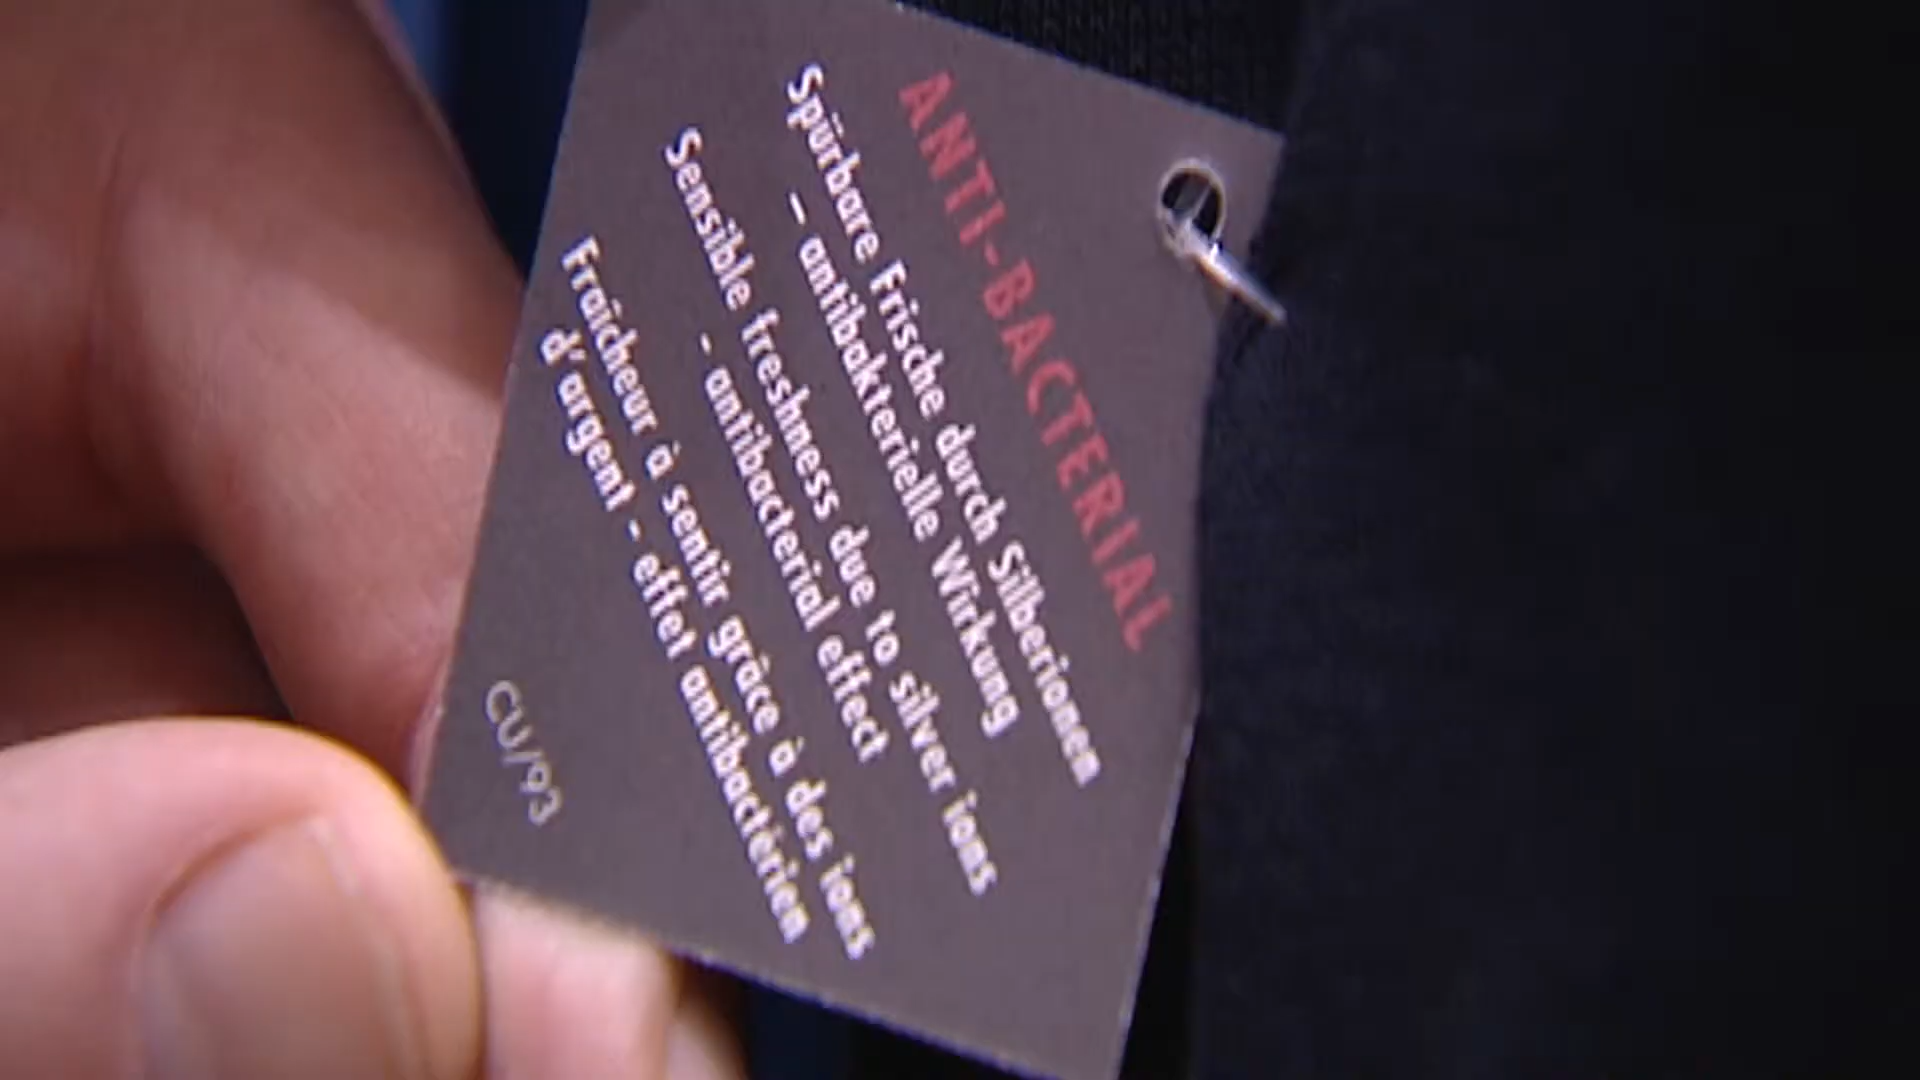 ANTI-BACTERIAL
Spürbare Frische durch Silberionen
– antibakterielle Wirkung
Sensible freshness due to silver ions
- antibacterial effect
Fraîcheur à sentir grâce à des ions
d'argent - effet antibactérien
CU/93